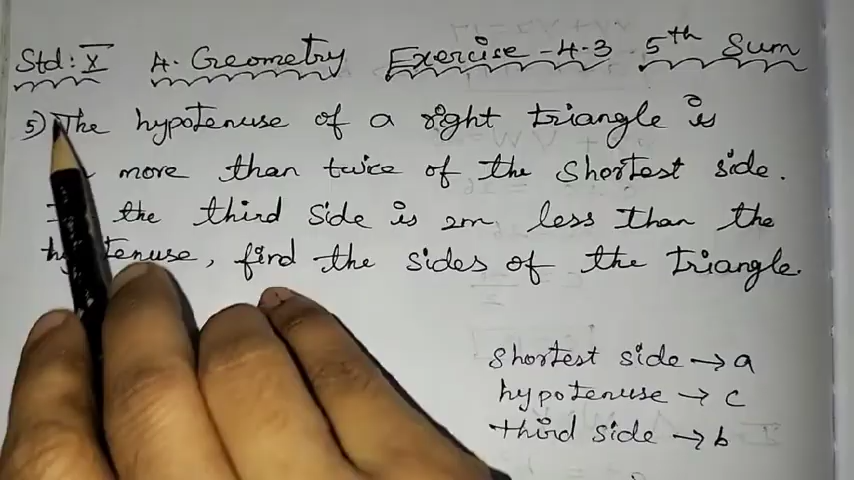 Std: X A. Geometry Exercise -4.3 5th Sum
5) The hypotenuse of a right triangle is
more than twice of the shortest side.
the third side is 2m less than the
hypotenuse, find the sides of the triangle.
shortest side → a
hypotenuse → c
third side → b